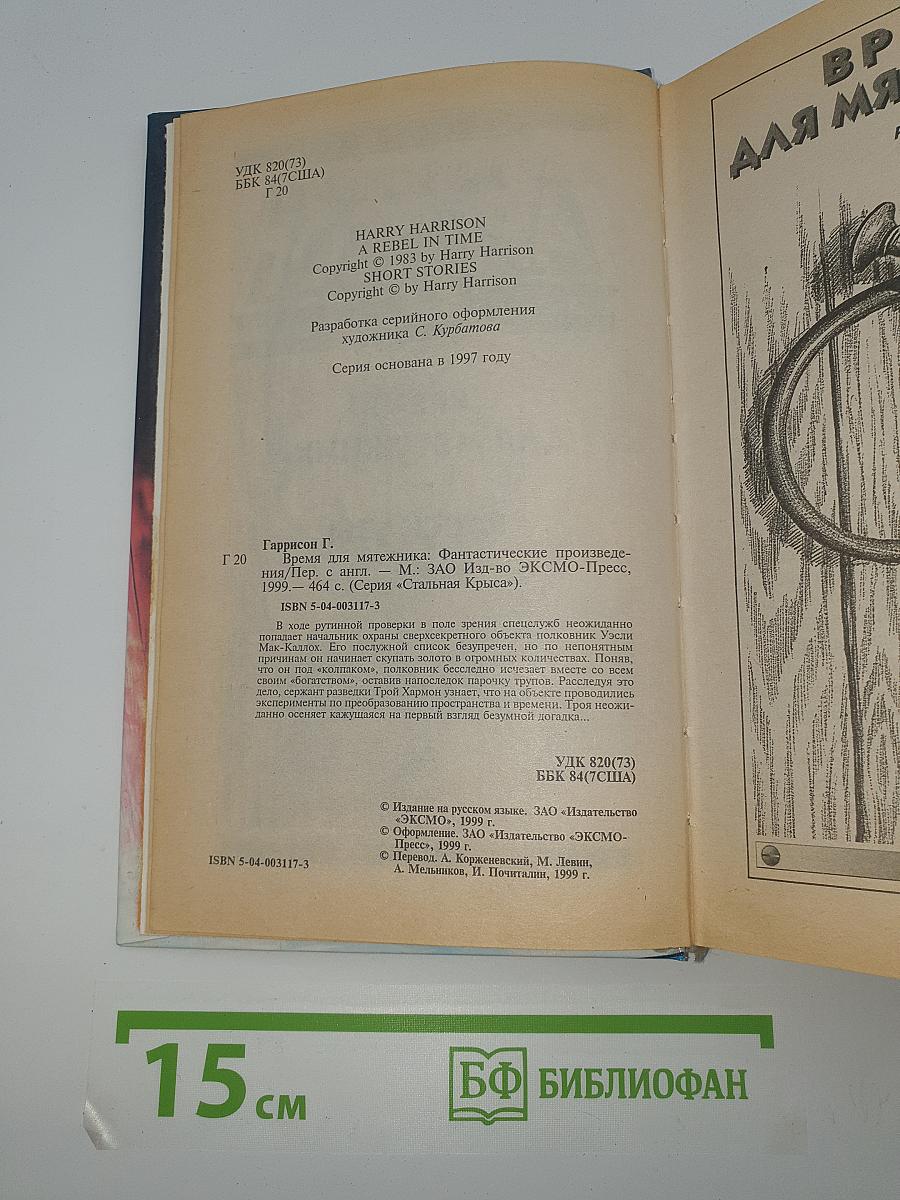 УДК 820(73)
ББК 84(7США)
Г 20
HARRY HARRISON
A REBEL IN TIME
Copyright © 1983 by Harry Harrison
SHORT STORIES
Copyright © by Harry Harrison
Разработка серийного оформления
художника С. Курбатова
Серия основана в 1997 году
Гаррисон Г.
Г 20 Время для мятежника: Фантастические произведе-
ния/Пер. с англ. — М.: ЗАО Изд-во ЭКСМО-Пресс,
1999.— 464 с. (Серия «Стальная Крыса»).
ISBN 5-04-003117-3
В ходе рутинной проверки в поле зрения спецслужб неожиданно
попадает начальник охраны сверхсекретного объекта полковник Уэсли
Мак-Каллох. Его послужной список безупречен, но по непонятным
причинам он начинает скупать золото в огромных количествах. Поняв,
что он под «колпаком», полковник бесследно исчезает вместе со всем
своим «богатством», оставив напоследок парочку трупов. Расследуя это
дело, сержант разведки Трой Хармон узнает, что на объекте проводились
эксперименты по преобразованию пространства и времени. Троя неожи-
данно осеняет кажущаяся на первый взгляд безумной догадка...
УДК 820(73)
ББК 84(7США)
© Издание на русском языке. ЗАО «Издательство
«ЭКСМО», 1999 г.
© Оформление. ЗАО «Издательство «ЭКСМО-
Пресс», 1999 г.
© Перевод. А. Корженевский, М. Левин,
А. Мельников, И. Почиталин, 1999 г.
ISBN 5-04-003117-3
ВР
ДЛЯ МЯ
15 см
БФ БИБЛИОФАН